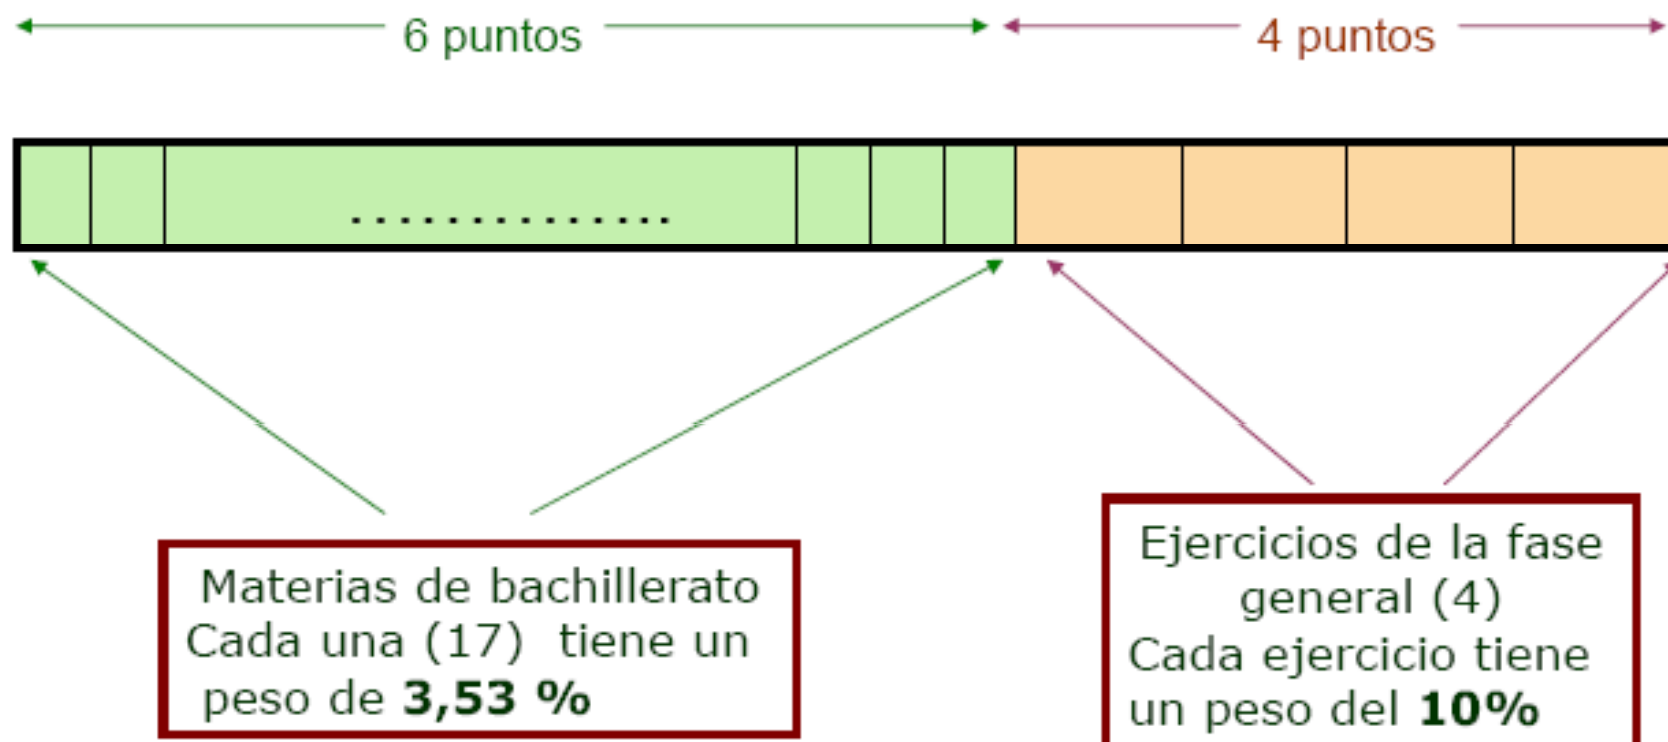 6 puntos
4 puntos
..............
Materias de bachillerato
Cada una (17) tiene un
peso de 3,53 %
Ejercicios de la fase
general (4)
Cada ejercicio tiene
un peso del 10%